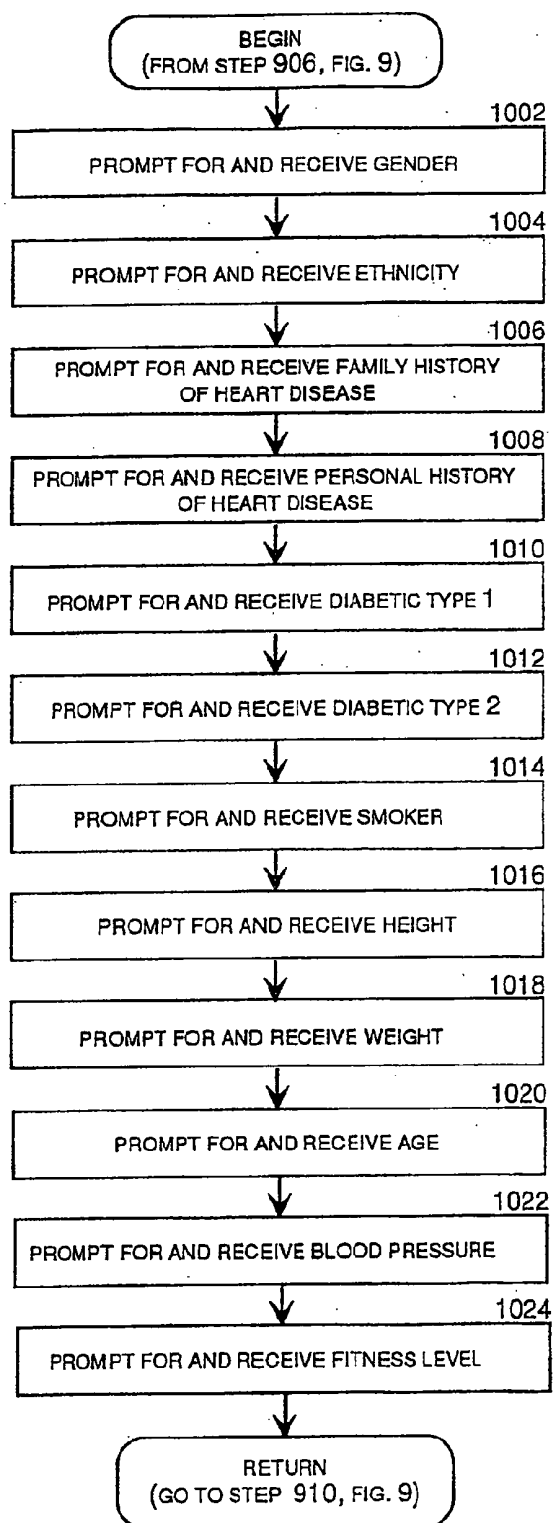 BEGIN
(FROM STEP 906, FIG. 9)
1002
PROMPT FOR AND RECEIVE GENDER
1004
PROMPT FOR AND RECEIVE ETHNICITY
1006
PROMPT FOR AND RECEIVE FAMILY HISTORY
OF HEART DISEASE
1008
PROMPT FOR AND RECEIVE PERSONAL HISTORY
OF HEART DISEASE
1010
PROMPT FOR AND RECEIVE DIABETIC TYPE 1
1012
PROMPT FOR AND RECEIVE DIABETIC TYPE 2
1014
PROMPT FOR AND RECEIVE SMOKER
1016
PROMPT FOR AND RECEIVE HEIGHT
1018
PROMPT FOR AND RECEIVE WEIGHT
1020
PROMPT FOR AND RECEIVE AGE
1022
PROMPT FOR AND RECEIVE BLOOD PRESSURE
1024
PROMPT FOR AND RECEIVE FITNESS LEVEL
RETURN
(GO TO STEP 910, FIG. 9)